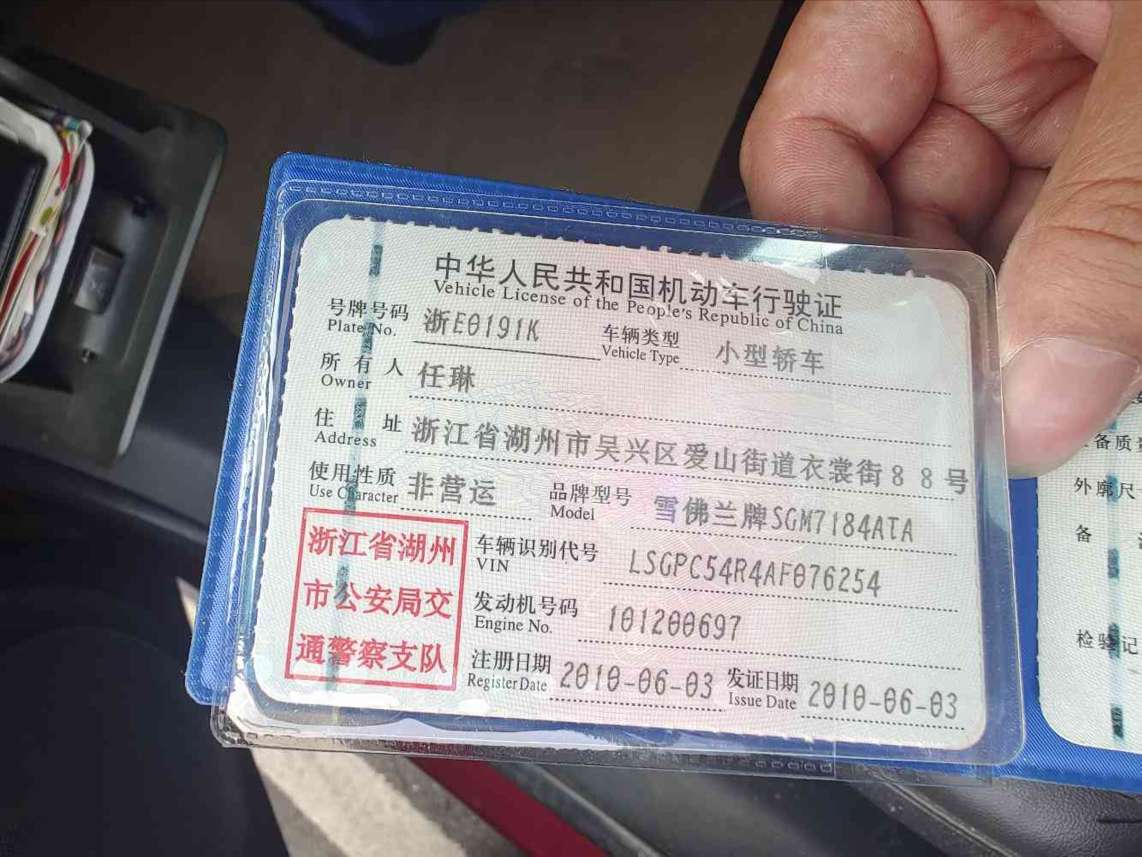 中华人民共和国机动车行驶证
Vehicle License of the People's Republic of China
号牌号码 浙E0191K 车辆类型 小型轿车
Plate No. Vehicle Type
所有人 任琳
Owner
住址 浙江省湖州市吴兴区爱山街道衣裳街88号
Address
使用性质 非营运 品牌型号 雪佛兰牌SGM7184ATA
Use Character Model
浙江省湖州
市公安局交
通警察支队
车辆识别代号 LSGPC54R4AF076254
VIN
发动机号码 101200697
Engine No.
注册日期 2010-06-03 发证日期 2010-06-03
Register Date Issue Date
备质
外廓尺
备
检验记